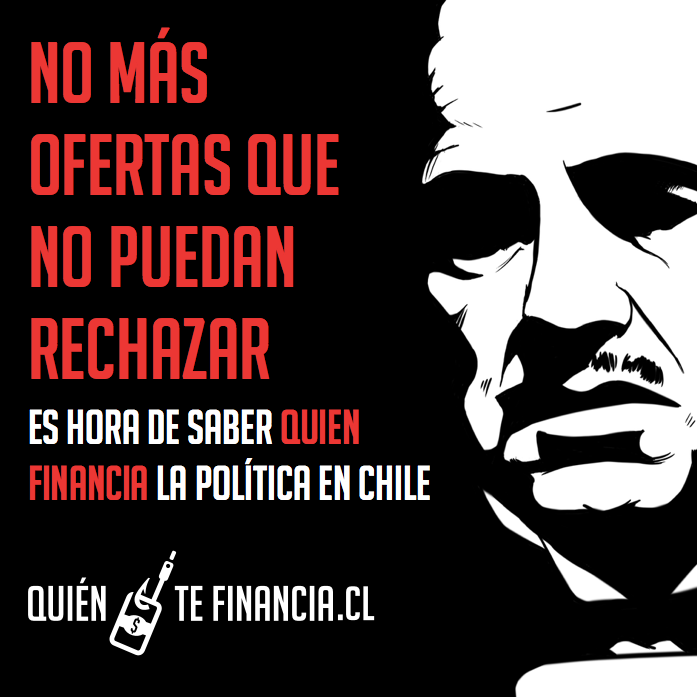 NO MÁS
OFERTAS QUE
NO PUEDAN
RECHAZAR
ES HORA DE SABER QUIEN
FINANCIA LA POLÍTICA EN CHILE
QUIÉN $ TE FINANCIA.CL